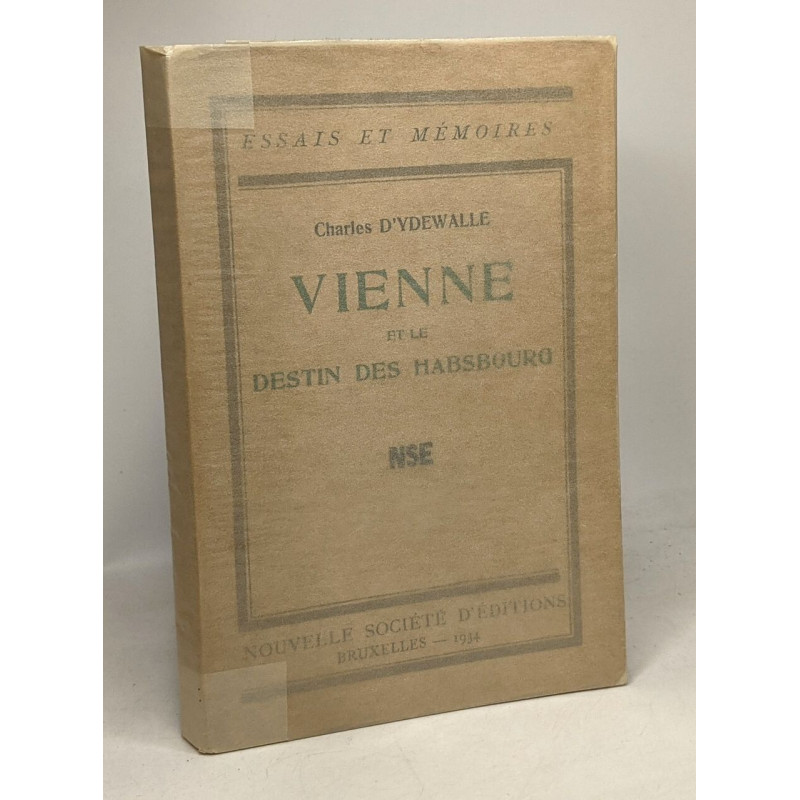 ESSAIS ET MÉMOIRES
Charles D'YDEWALLE
VIENNE
ET LE
DESTIN DES HABSBOURG
NSE
NOUVELLE SOCIÉTÉ D'ÉDITIONS
BRUXELLES — 1934